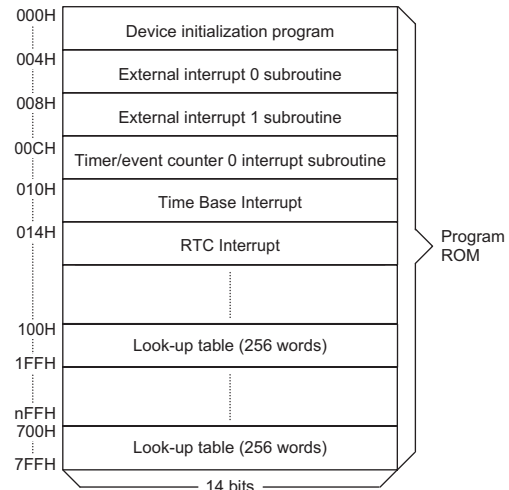 000H
Device initialization program
004H
External interrupt 0 subroutine
008H
External interrupt 1 subroutine
00CH
Timer/event counter 0 interrupt subroutine
010H
Time Base Interrupt
014H
RTC Interrupt
Program
ROM
100H
Look-up table (256 words)
1FFH
nFFH
700H
Look-up table (256 words)
7FFH
14 bits